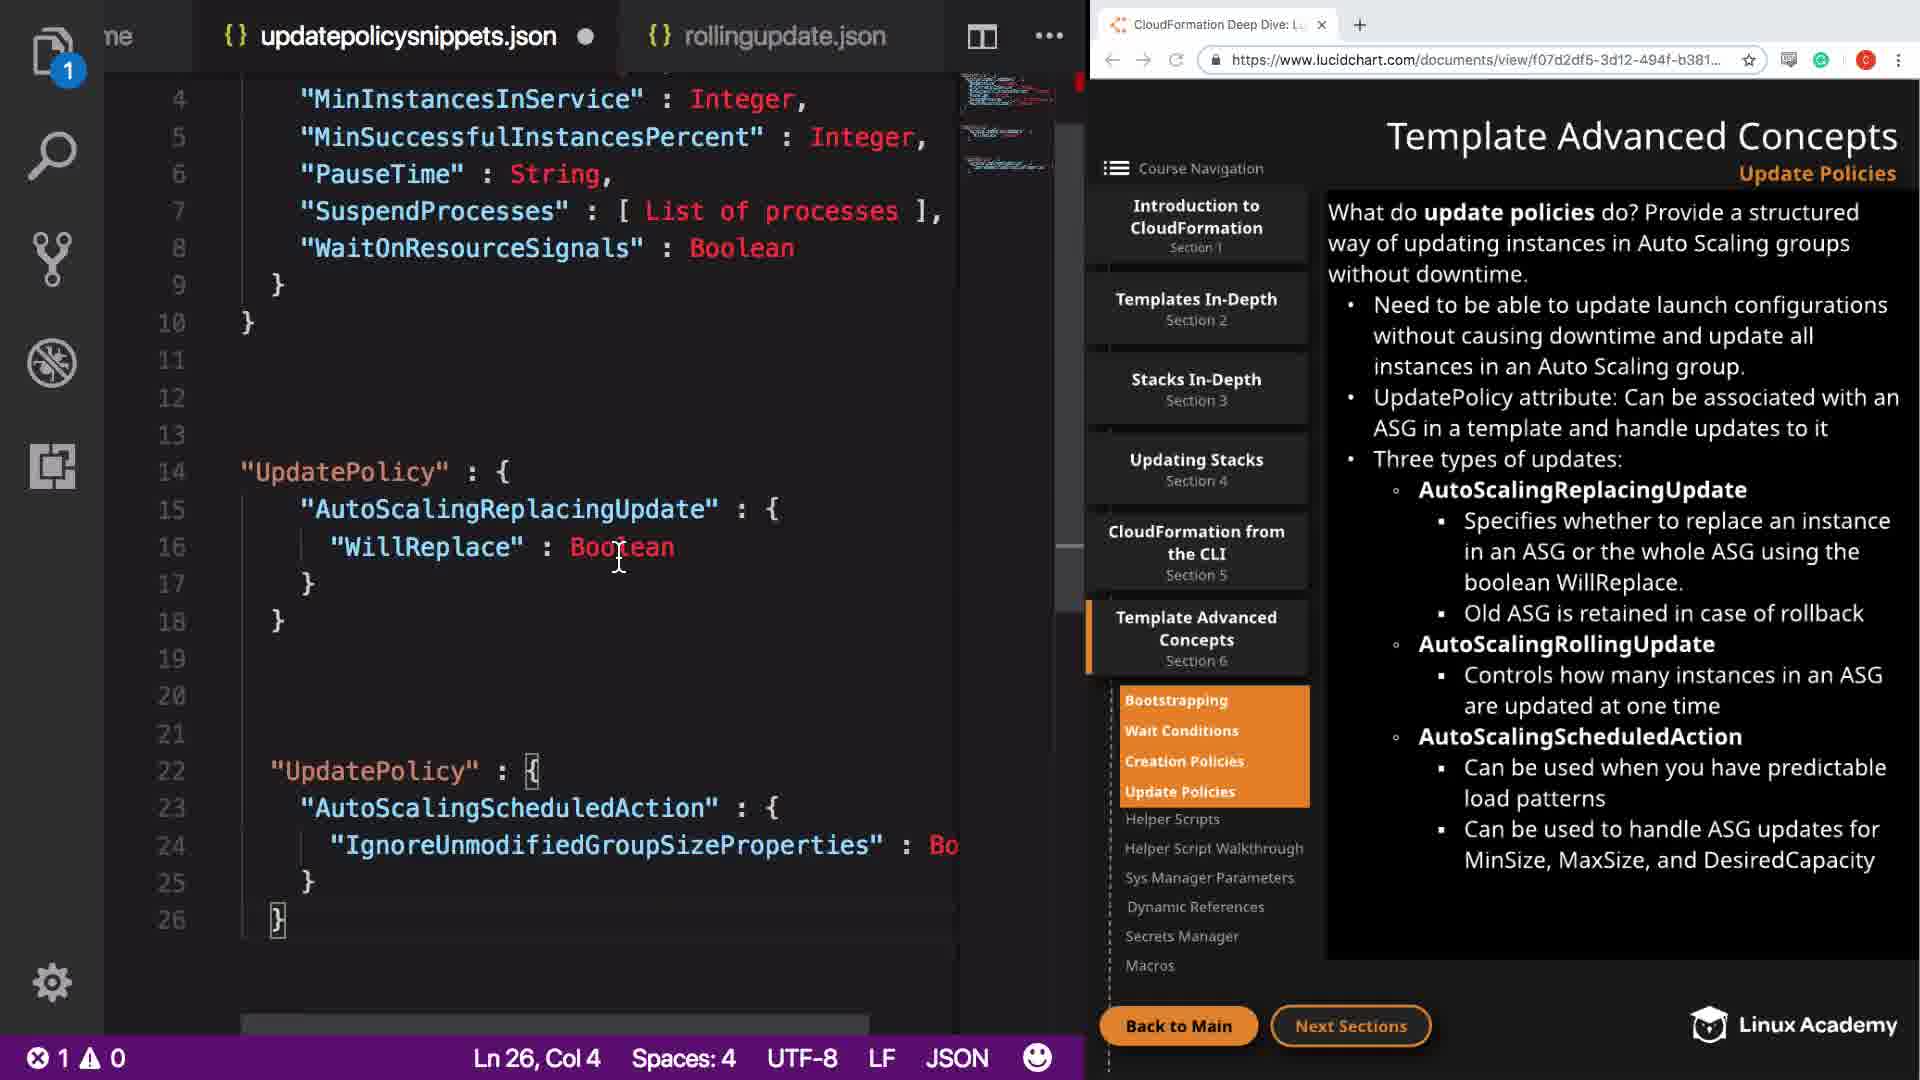 me
{} updatepolicysnippets.json
{} rollingupdate.json
1
4 "MinInstancesInService" : Integer,
5 "MinSuccessfulInstancesPercent" : Integer,
6 "PauseTime" : String,
7 "SuspendProcesses" : [ List of processes ],
8 "WaitOnResourceSignals" : Boolean
9 }
10 }
11
12
13
14 "UpdatePolicy" : {
15 "AutoScalingReplacingUpdate" : {
16 "WillReplace" : Boolean
17 }
18 }
19
20
21
22 "UpdatePolicy" : {
23 "AutoScalingScheduledAction" : {
24 "IgnoreUnmodifiedGroupSizeProperties" : Bo
25 }
26 }
1 0
Ln 26, Col 4
Spaces: 4
UTF-8
LF
JSON
CloudFormation Deep Dive: Lu
https://www.lucidchart.com/documents/view/f07d2df5-3d12-494f-b381...
C
Template Advanced Concepts
Update Policies
Course Navigation
Introduction to
CloudFormation
Section 1
Templates In-Depth
Section 2
Stacks In-Depth
Section 3
Updating Stacks
Section 4
CloudFormation from
the CLI
Section 5
Template Advanced
Concepts
Section 6
Bootstrapping
Wait Conditions
Creation Policies
Update Policies
Helper Scripts
Helper Script Walkthrough
Sys Manager Parameters
Dynamic References
Secrets Manager
Macros
What do update policies do? Provide a structured
way of updating instances in Auto Scaling groups
without downtime.
• Need to be able to update launch configurations
without causing downtime and update all
instances in an Auto Scaling group.
• UpdatePolicy attribute: Can be associated with an
ASG in a template and handle updates to it
• Three types of updates:
◦ AutoScalingReplacingUpdate
▪ Specifies whether to replace an instance
in an ASG or the whole ASG using the
boolean WillReplace.
▪ Old ASG is retained in case of rollback
◦ AutoScalingRollingUpdate
▪ Controls how many instances in an ASG
are updated at one time
◦ AutoScalingScheduledAction
▪ Can be used when you have predictable
load patterns
▪ Can be used to handle ASG updates for
MinSize, MaxSize, and DesiredCapacity
Back to Main
Next Sections
Linux Academy